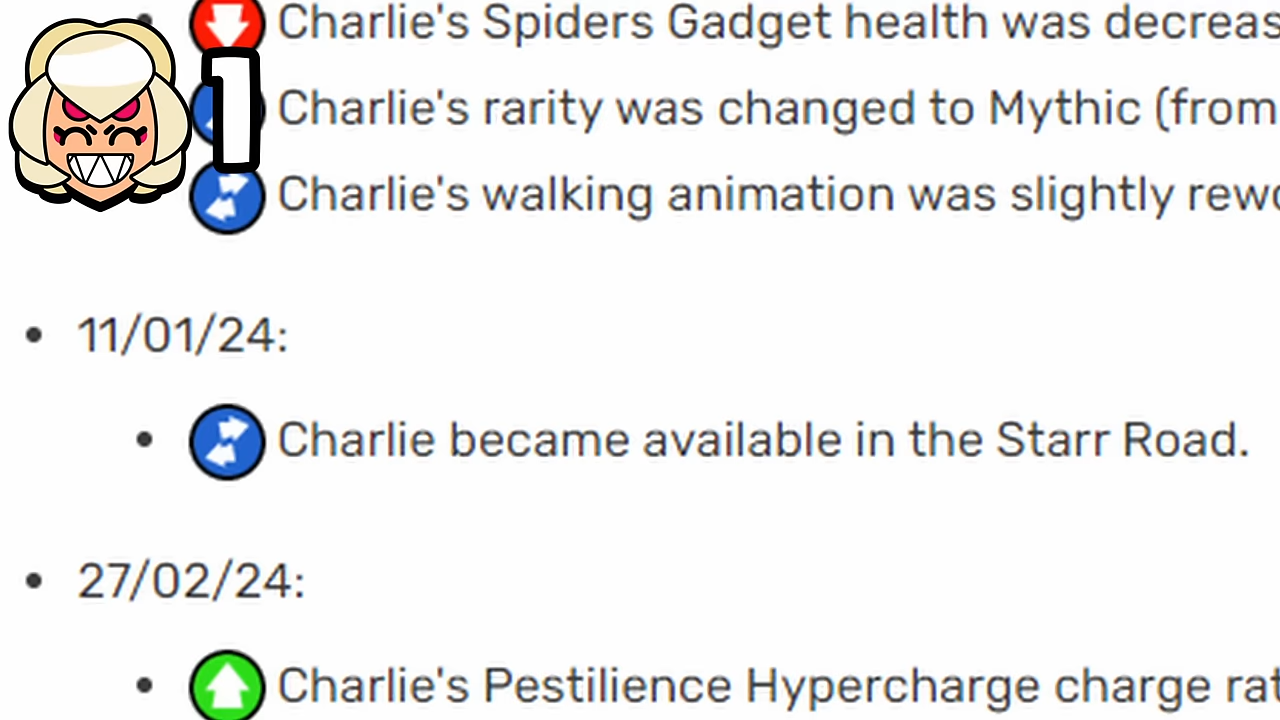 Charlie's Spiders Gadget health was decreas
1
Charlie's rarity was changed to Mythic (from
Charlie's walking animation was slightly rewo
11/01/24:
Charlie became available in the Starr Road.
27/02/24:
Charlie's Pestilience Hypercharge charge rat